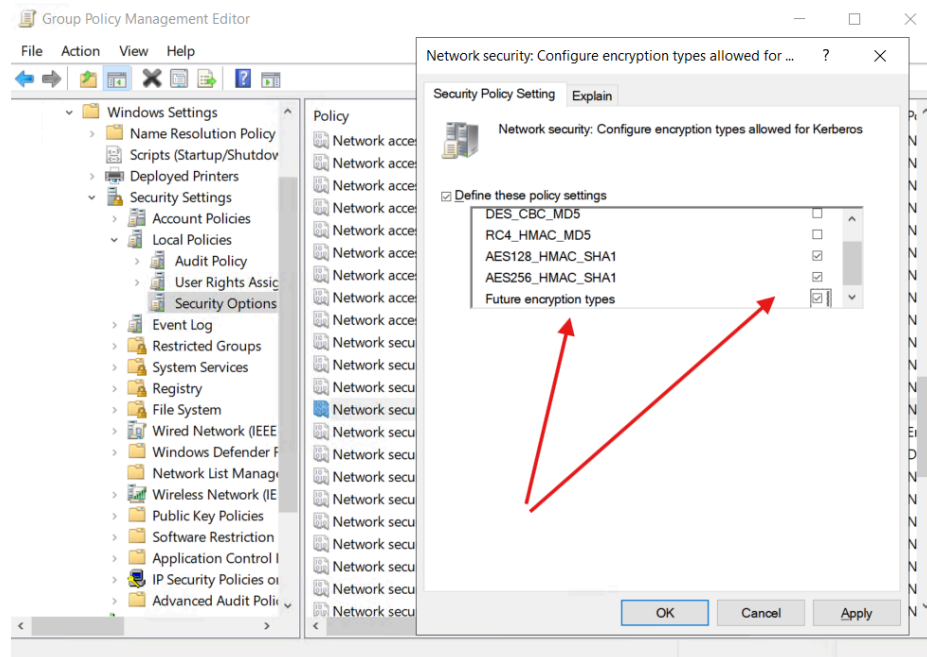 Group Policy Management Editor
File Action View Help
Windows Settings
Name Resolution Policy
Scripts (Startup/Shutdow
Deployed Printers
Security Settings
Account Policies
Local Policies
Audit Policy
User Rights Assig
Security Options
Event Log
Restricted Groups
System Services
Registry
File System
Wired Network (IEEE
Windows Defender F
Network List Manage
Wireless Network (IE
Public Key Policies
Software Restriction
Application Control I
IP Security Policies o
Advanced Audit Poli
Policy
Network acce
Network acce
Network acce
Network acce
Network acce
Network acce
Network acce
Network acce
Network acce
Network secu
Network secu
Network secu
Network secu
Network secu
Network secu
Network secu
Network secu
Network secu
Network secu
Network secu
Network secu
Network secu
Network security: Configure encryption types allowed for ...
Security Policy Setting Explain
Network security: Configure encryption types allowed for Kerberos
Define these policy settings
DES_CBC_MD5
RC4_HMAC_MD5
AES128_HMAC_SHA1
AES256_HMAC_SHA1
Future encryption types
OK Cancel Apply